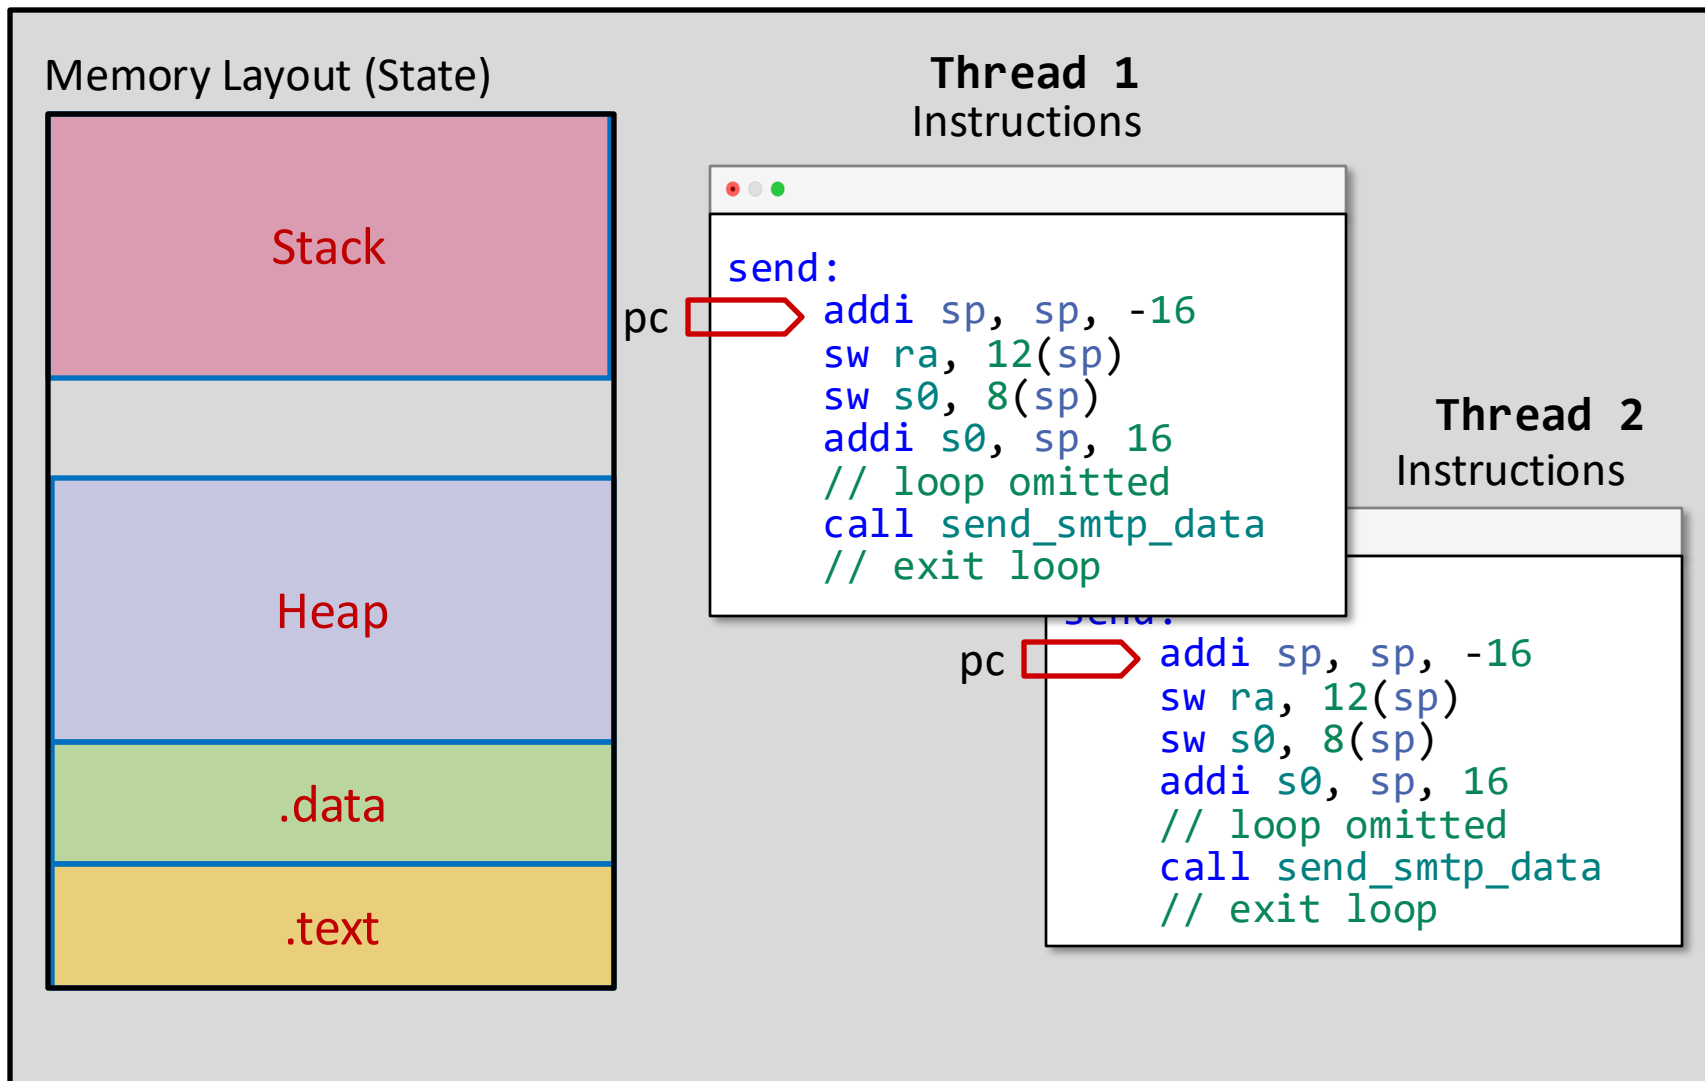 Memory Layout (State)
Stack
Heap
.data
.text
Thread 1
Instructions
pc
send:
addi sp, sp, -16
sw ra, 12(sp)
sw s0, 8(sp)
addi s0, sp, 16
// loop omitted
call send_smtp_data
// exit loop
Thread 2
Instructions
pc
send:
addi sp, sp, -16
sw ra, 12(sp)
sw s0, 8(sp)
addi s0, sp, 16
// loop omitted
call send_smtp_data
// exit loop